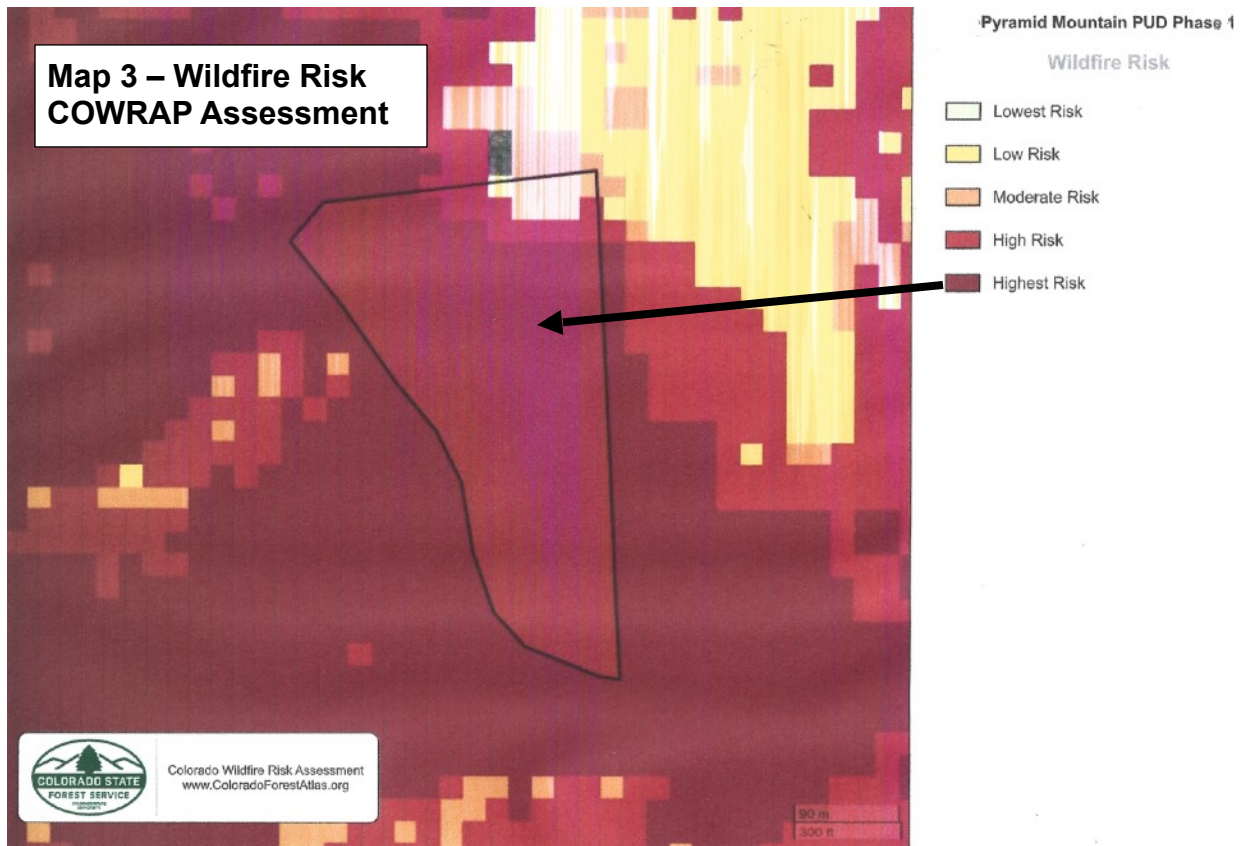 Pyramid Mountain PUD Phase 1
Wildfire Risk
Map 3 – Wildfire Risk
COWRAP Assessment
Lowest Risk
Low Risk
Moderate Risk
High Risk
Highest Risk
COLORADO STATE
FOREST SERVICE
Colorado Wildfire Risk Assessment
www.ColoradoForestAtlas.org
90 m
300 ft